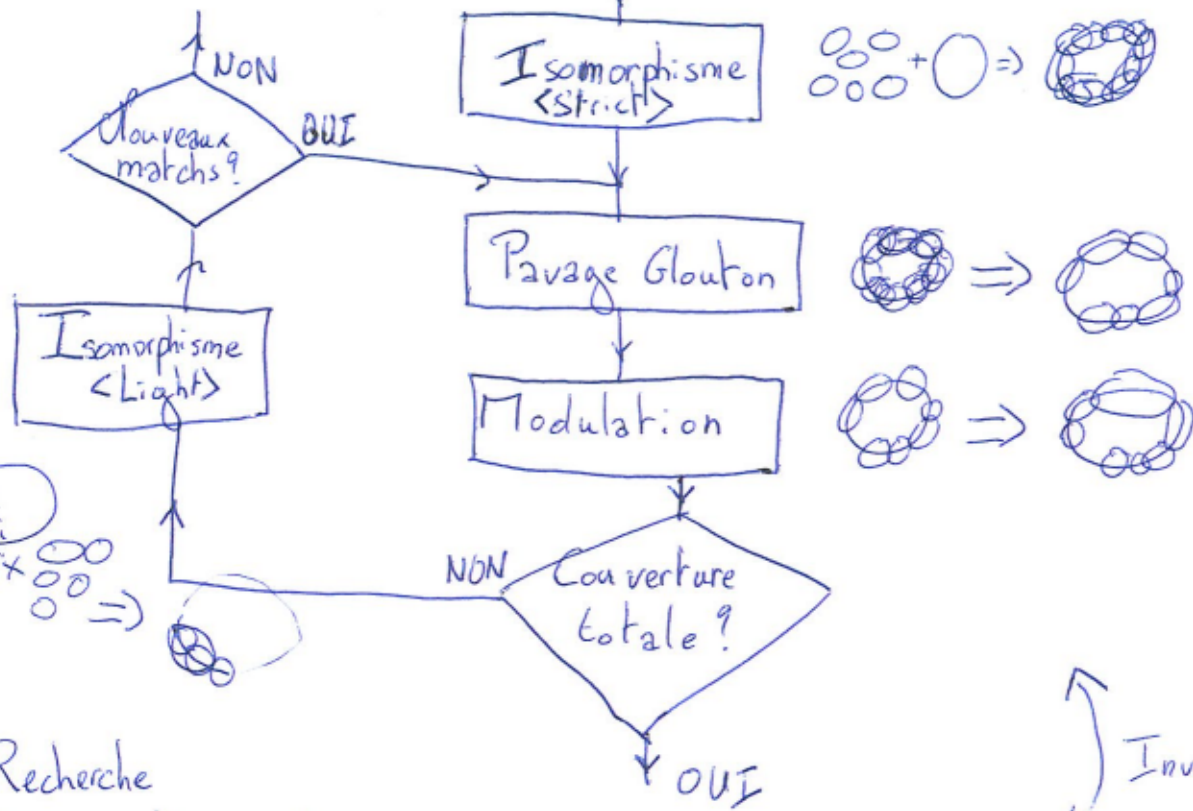 NON
Isomorphisme
<Strict>
+
=>
Nouveaux
matchs?
OUI
Pavage Glouton
=>
Isomorphisme
<Light>
Modulation
=>
NON
Couverture
totale?
+
=>
Recherche
OUI